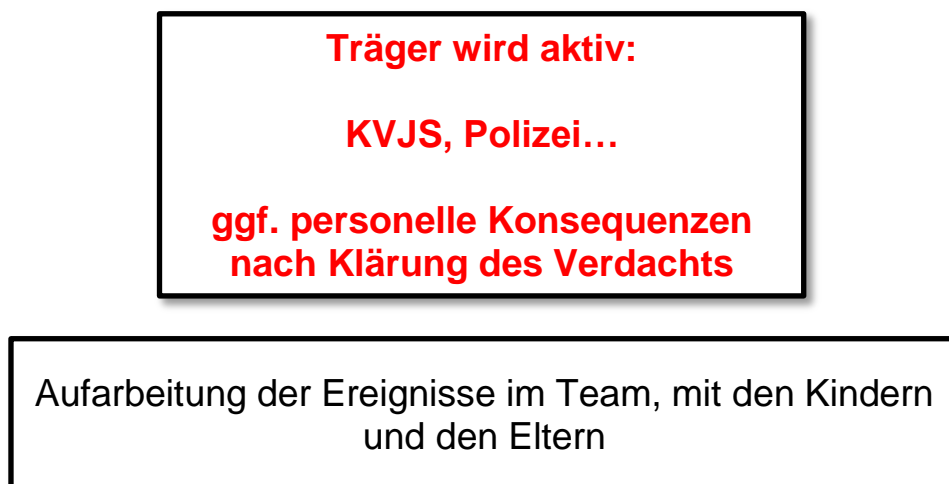 Träger wird aktiv:
KVJS, Polizei…
ggf. personelle Konsequenzen
nach Klärung des Verdachts
Aufarbeitung der Ereignisse im Team, mit den Kindern
und den Eltern